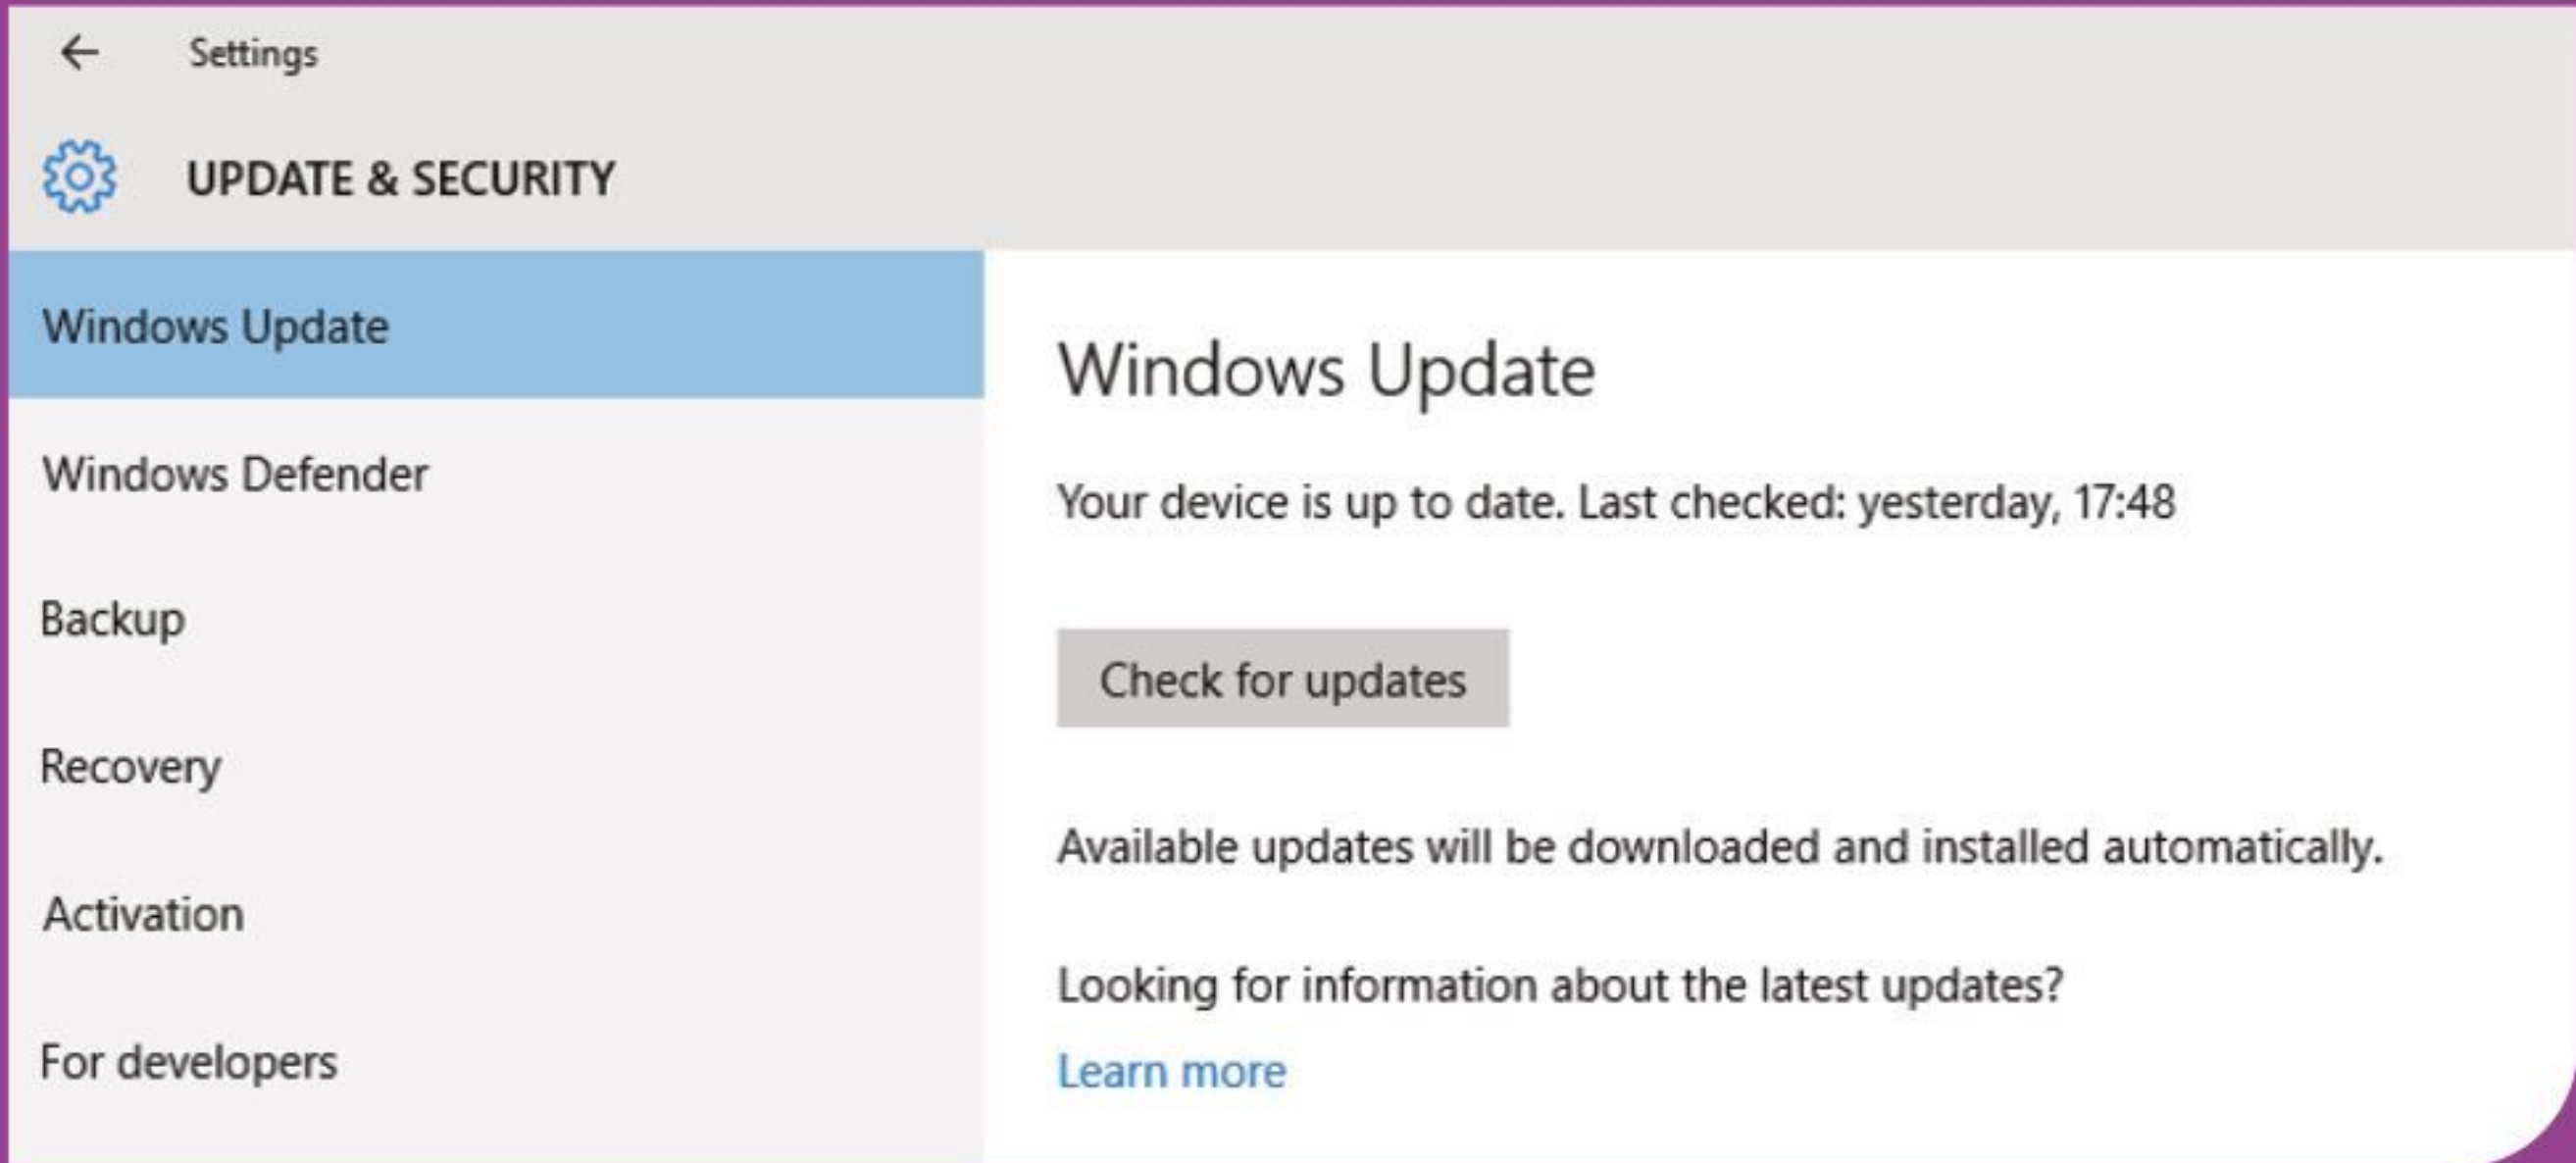 Settings
UPDATE & SECURITY
Windows Update
Windows Defender
Backup
Recovery
Activation
For developers
Windows Update
Your device is up to date. Last checked: yesterday, 17:48
Check for updates
Available updates will be downloaded and installed automatically.
Looking for information about the latest updates?
Learn more